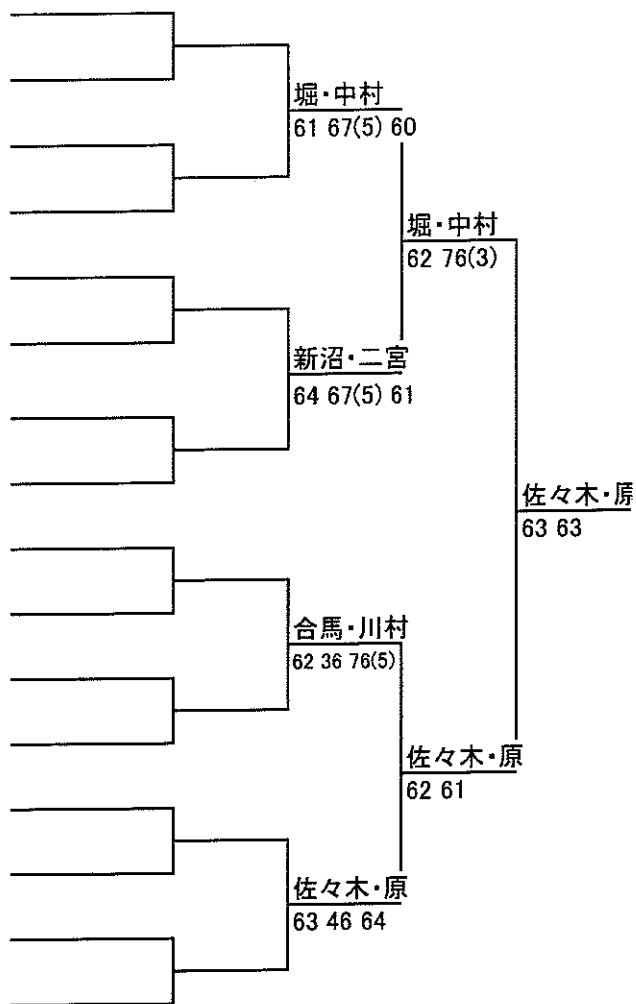 堀・中村
61 67(5) 60
堀・中村
62 76(3)
新沼・二宮
64 67(5) 61
佐々木・原
63 63
合馬・川村
62 36 76(5)
佐々木・原
62 61
佐々木・原
63 46 64